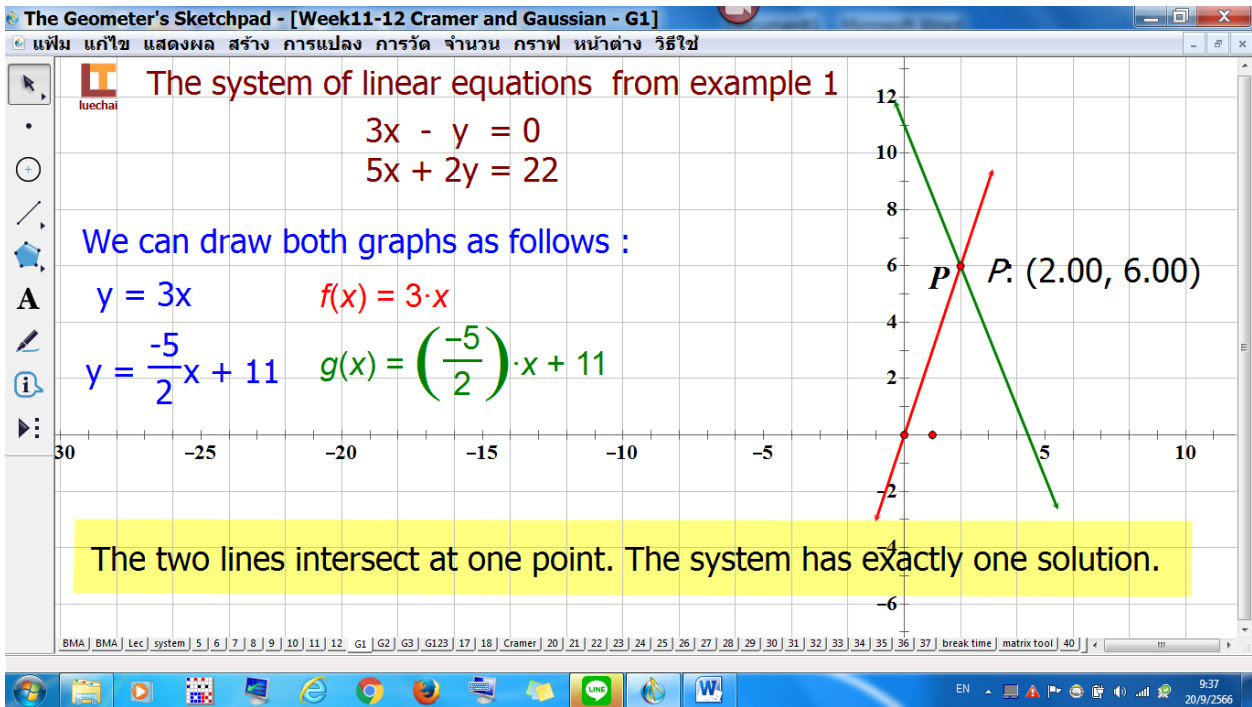 The Geometer's Sketchpad - [Week11-12 Cramer and Gaussian - G1]
แฟ้ม แก้ไข แสดงผล สร้าง การแปลง การวัด จำนวน กราฟ หน้าต่าง วิธีใช้
LT
luechai
The system of linear equations from example 1
3x - y = 0
5x + 2y = 22
We can draw both graphs as follows :
y = 3x
f(x) = 3·x
y = -5/2 x + 11
g(x) = (−5/2)·x + 11
12
10
8
6
4
2
−2
−4
−6
30 −25 −20 −15 −10 −5 5 10
P
P: (2.00, 6.00)
A
The two lines intersect at one point. The system has exactly one solution.
BMA | BMA | Lec | system | 5 | 6 | 7 | 8 | 9 | 10 | 11 | 12 | G1 | G2 | G3 | G123 | 17 | 18 | Cramer | 20 | 21 | 22 | 23 | 24 | 25 | 26 | 27 | 28 | 29 | 30 | 31 | 32 | 33 | 34 | 35 | 36 | 37 | break time | matrix tool | 40
LINE
W
EN
9:37
20/9/2566